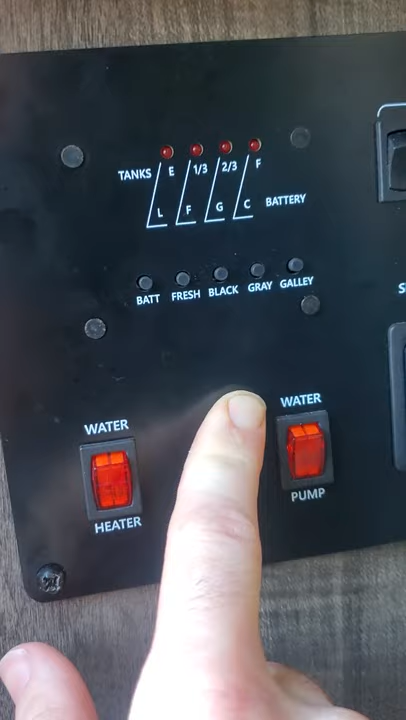 TANKS E 1/3 2/3 F
L F G C BATTERY
BATT FRESH BLACK GRAY GALLEY
WATER
HEATER
WATER
PUMP
S